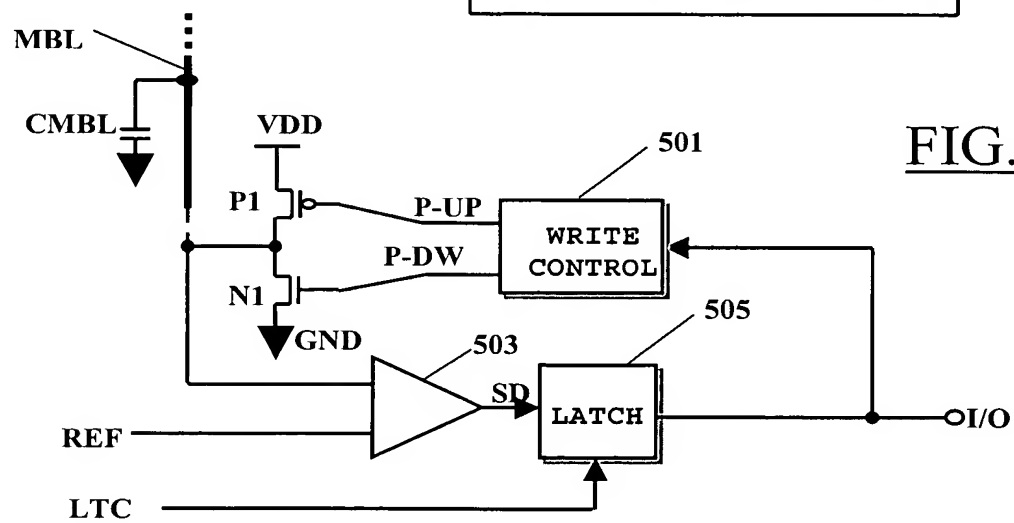 MBL
CMBL
VDD
501
FIG.
P1
P-UP
WRITE
CONTROL
P-DW
N1
505
GND
503
SD
LATCH
I/O
REF
LTC